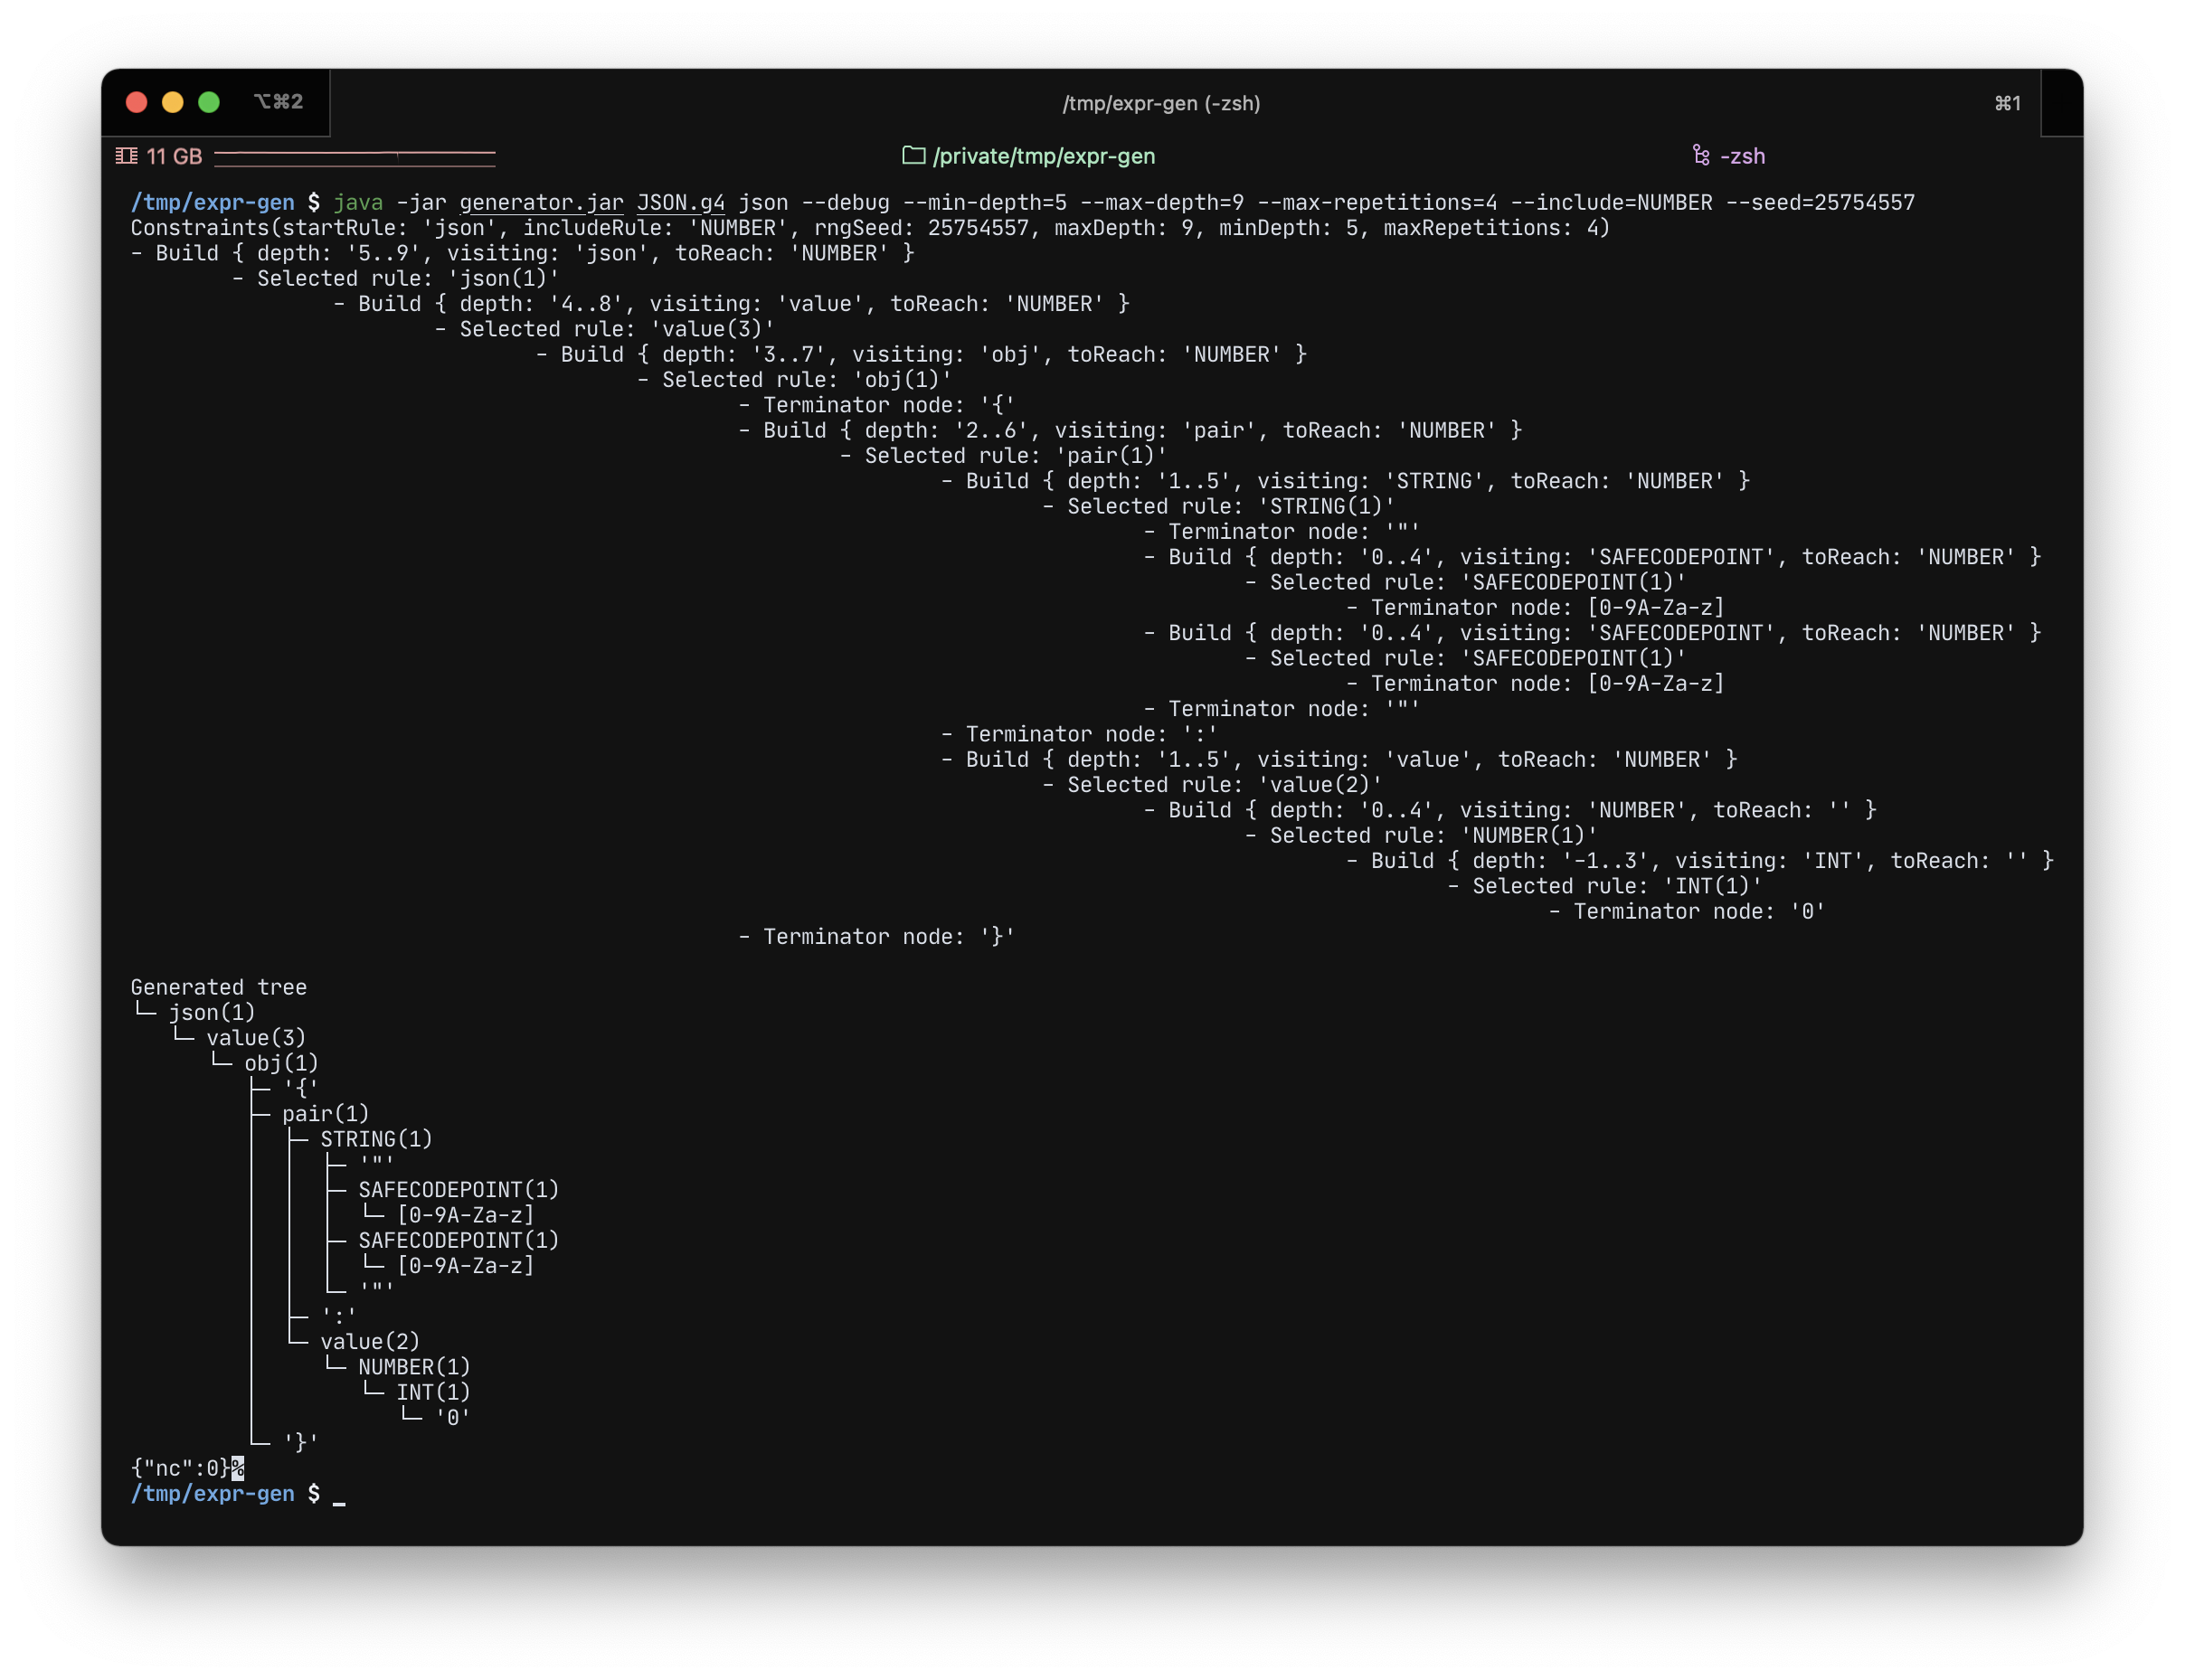 ⌥⌘2 /tmp/expr-gen (-zsh) ⌘1
11 GB /private/tmp/expr-gen -zsh
/tmp/expr-gen $ java -jar generator.jar JSON.g4 json --debug --min-depth=5 --max-depth=9 --max-repetitions=4 --include=NUMBER --seed=25754557
Constraints(startRule: 'json', includeRule: 'NUMBER', rngSeed: 25754557, maxDepth: 9, minDepth: 5, maxRepetitions: 4)
- Build { depth: '5..9', visiting: 'json', toReach: 'NUMBER' }
- Selected rule: 'json(1)'
- Build { depth: '4..8', visiting: 'value', toReach: 'NUMBER' }
- Selected rule: 'value(3)'
- Build { depth: '3..7', visiting: 'obj', toReach: 'NUMBER' }
- Selected rule: 'obj(1)'
- Terminator node: '{'
- Build { depth: '2..6', visiting: 'pair', toReach: 'NUMBER' }
- Selected rule: 'pair(1)'
- Build { depth: '1..5', visiting: 'STRING', toReach: 'NUMBER' }
- Selected rule: 'STRING(1)'
- Terminator node: '"'
- Build { depth: '0..4', visiting: 'SAFECODEPOINT', toReach: 'NUMBER' }
- Selected rule: 'SAFECODEPOINT(1)'
- Terminator node: [0-9A-Za-z]
- Build { depth: '0..4', visiting: 'SAFECODEPOINT', toReach: 'NUMBER' }
- Selected rule: 'SAFECODEPOINT(1)'
- Terminator node: [0-9A-Za-z]
- Terminator node: '"'
- Terminator node: ':'
- Build { depth: '1..5', visiting: 'value', toReach: 'NUMBER' }
- Selected rule: 'value(2)'
- Build { depth: '0..4', visiting: 'NUMBER', toReach: '' }
- Selected rule: 'NUMBER(1)'
- Build { depth: '-1..3', visiting: 'INT', toReach: '' }
- Selected rule: 'INT(1)'
- Terminator node: '0'
- Terminator node: '}'
Generated tree
└─ json(1)
└─ value(3)
└─ obj(1)
├─ '{'
├─ pair(1)
│ ├─ STRING(1)
│ │ ├─ '"'
│ │ ├─ SAFECODEPOINT(1)
│ │ │ └─ [0-9A-Za-z]
│ │ ├─ SAFECODEPOINT(1)
│ │ │ └─ [0-9A-Za-z]
│ │ └─ '"'
│ ├─ ':'
│ └─ value(2)
│ └─ NUMBER(1)
│ └─ INT(1)
│ └─ '0'
└─ '}'
{"nc":0}%
/tmp/expr-gen $ _